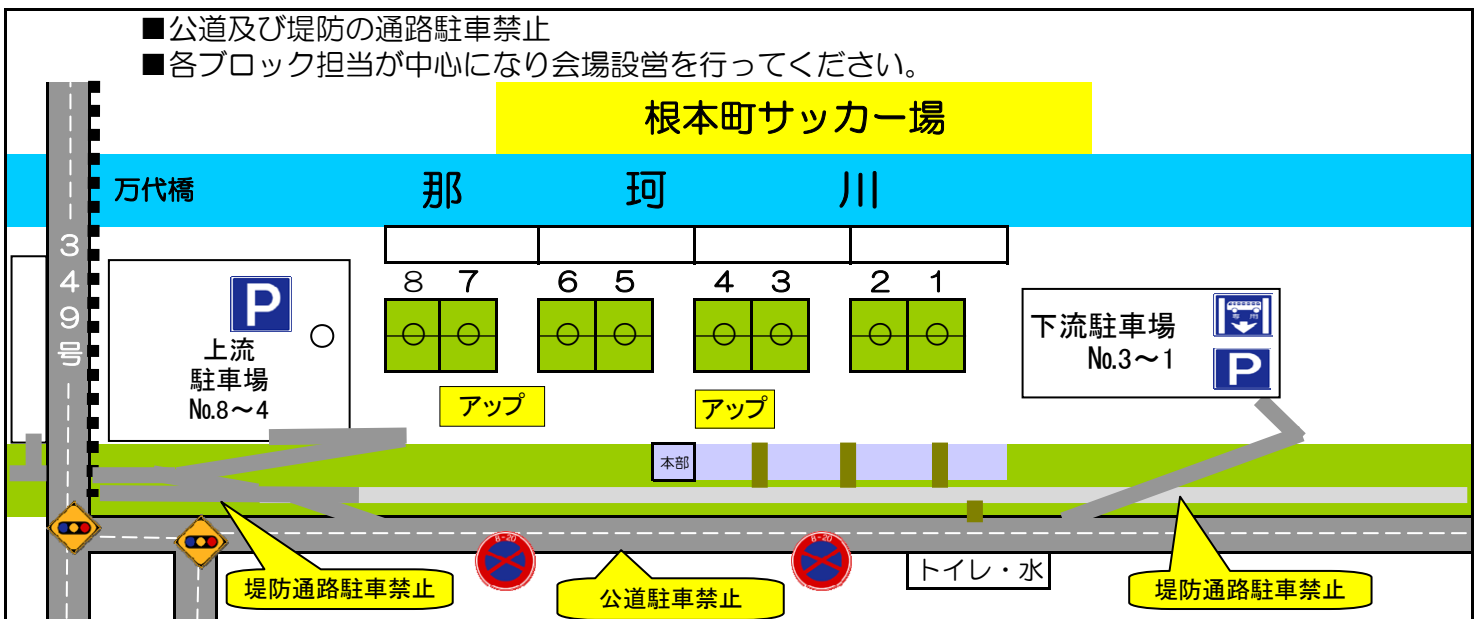 ■公道及び堤防の通路駐車禁止
■各ブロック担当が中心になり会場設営を行ってください。
根本町サッカー場
万代橋
那珂川
349号
8 7 6 5 4 3 2 1
P
上流
駐車場
№8～4
○
下流駐車場
№3～1
P
アップ
アップ
本部
8-20
8-20
トイレ・水
堤防通路駐車禁止
公道駐車禁止
堤防通路駐車禁止